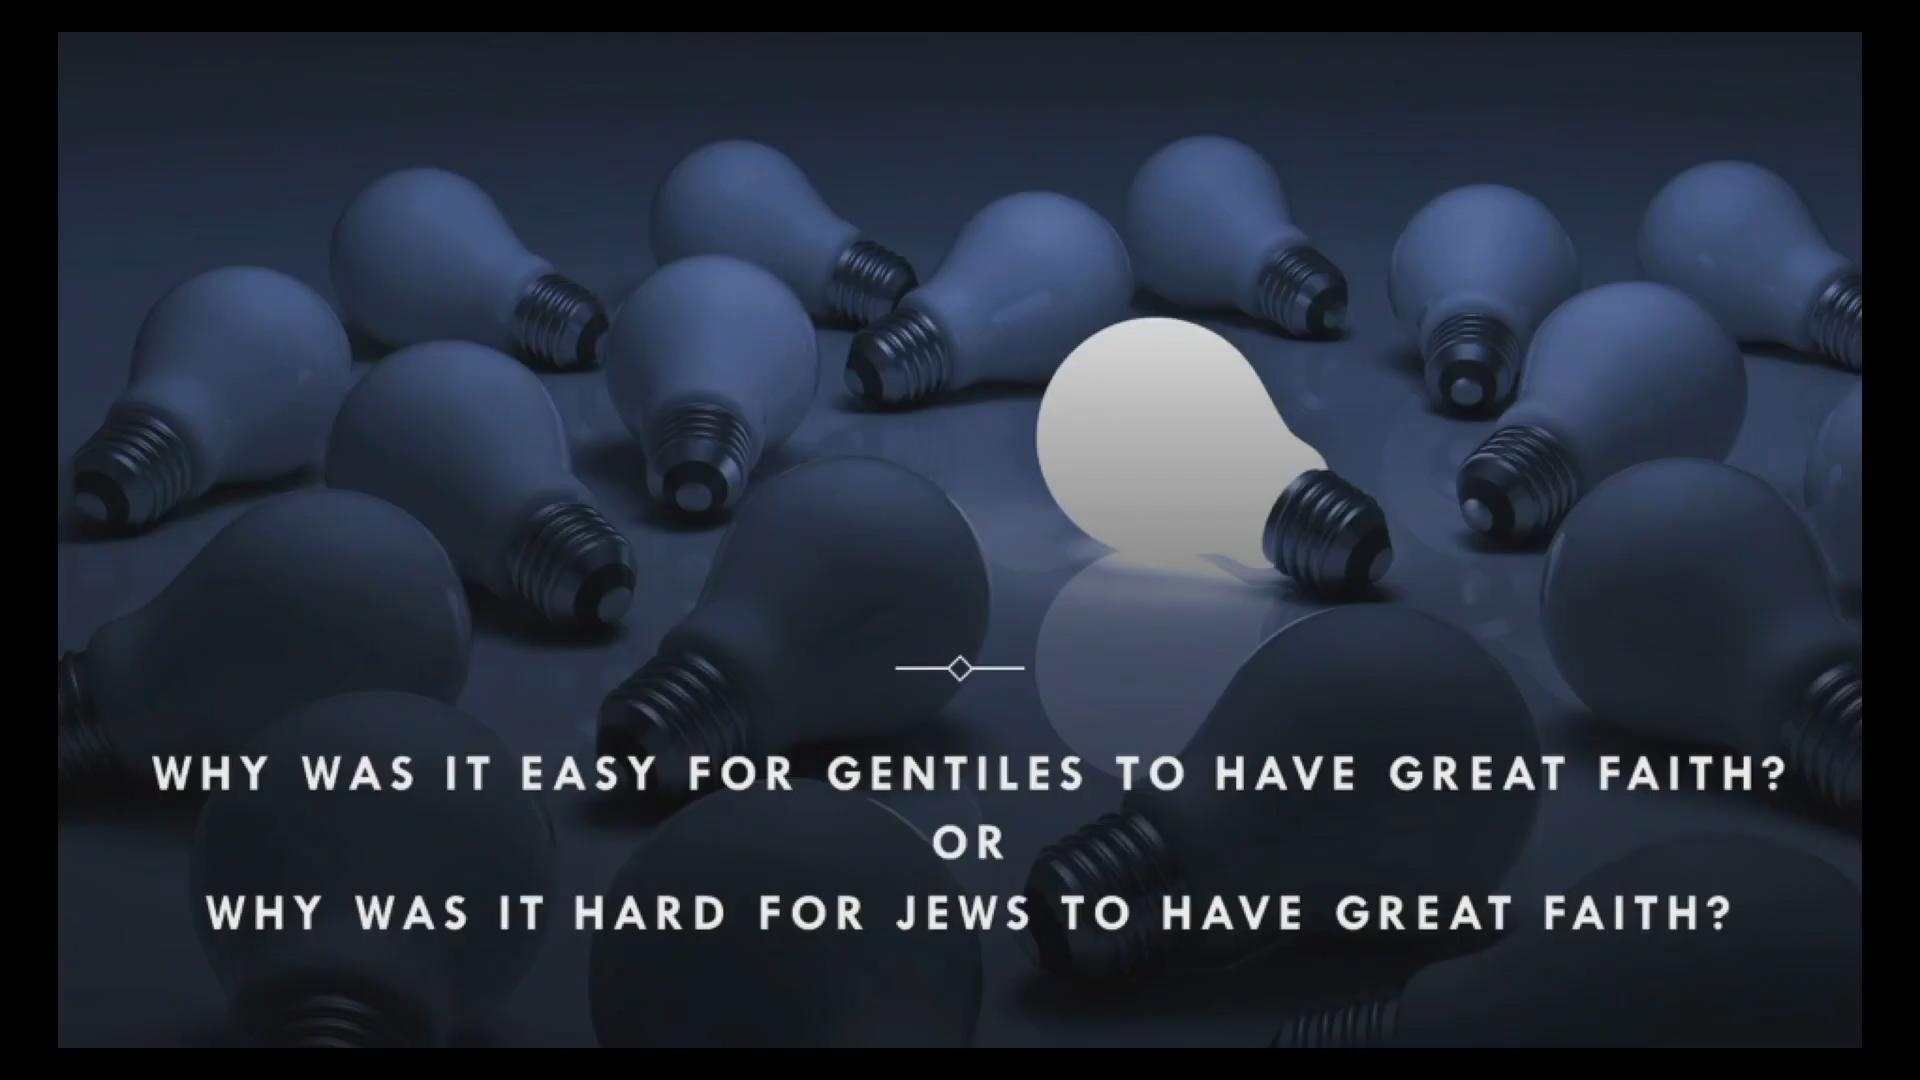 WHY WAS IT EASY FOR GENTILES TO HAVE GREAT FAITH?
OR
WHY WAS IT HARD FOR JEWS TO HAVE GREAT FAITH?